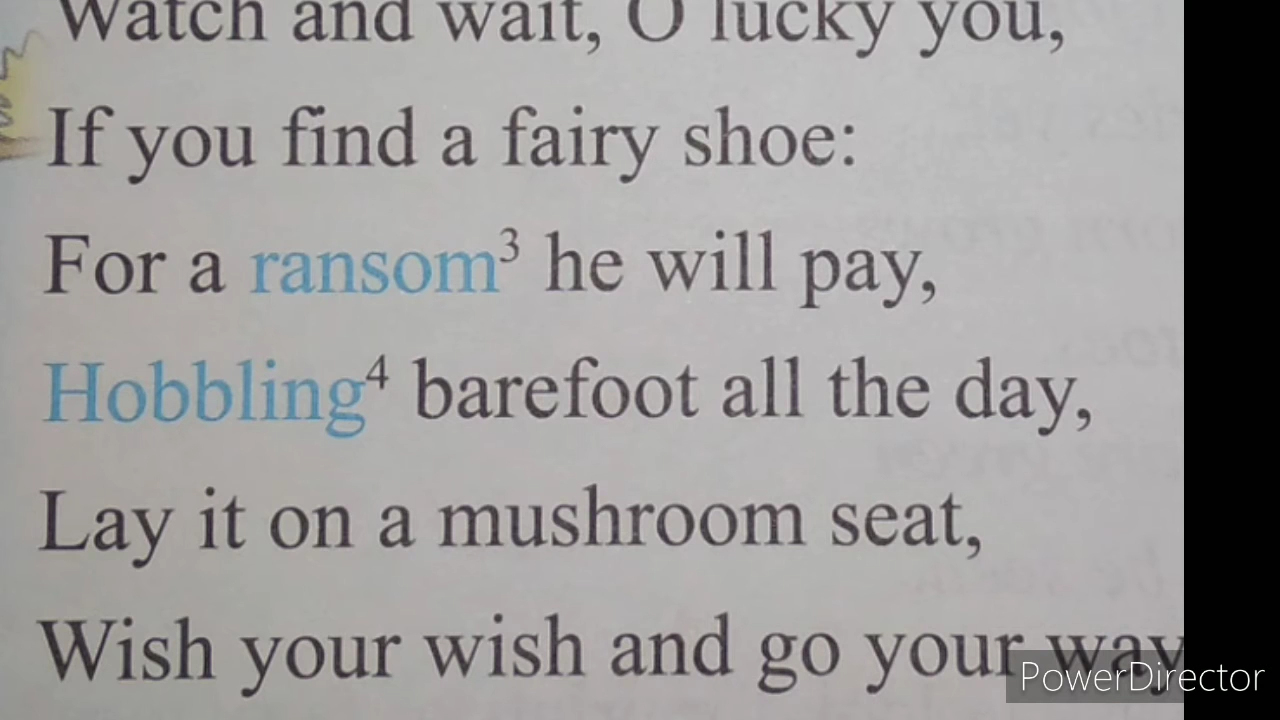 Watch and wait, O lucky you,
If you find a fairy shoe:
For a ransom³ he will pay,
Hobbling⁴ barefoot all the day,
Lay it on a mushroom seat,
Wish your wish and go your way
PowerDirector